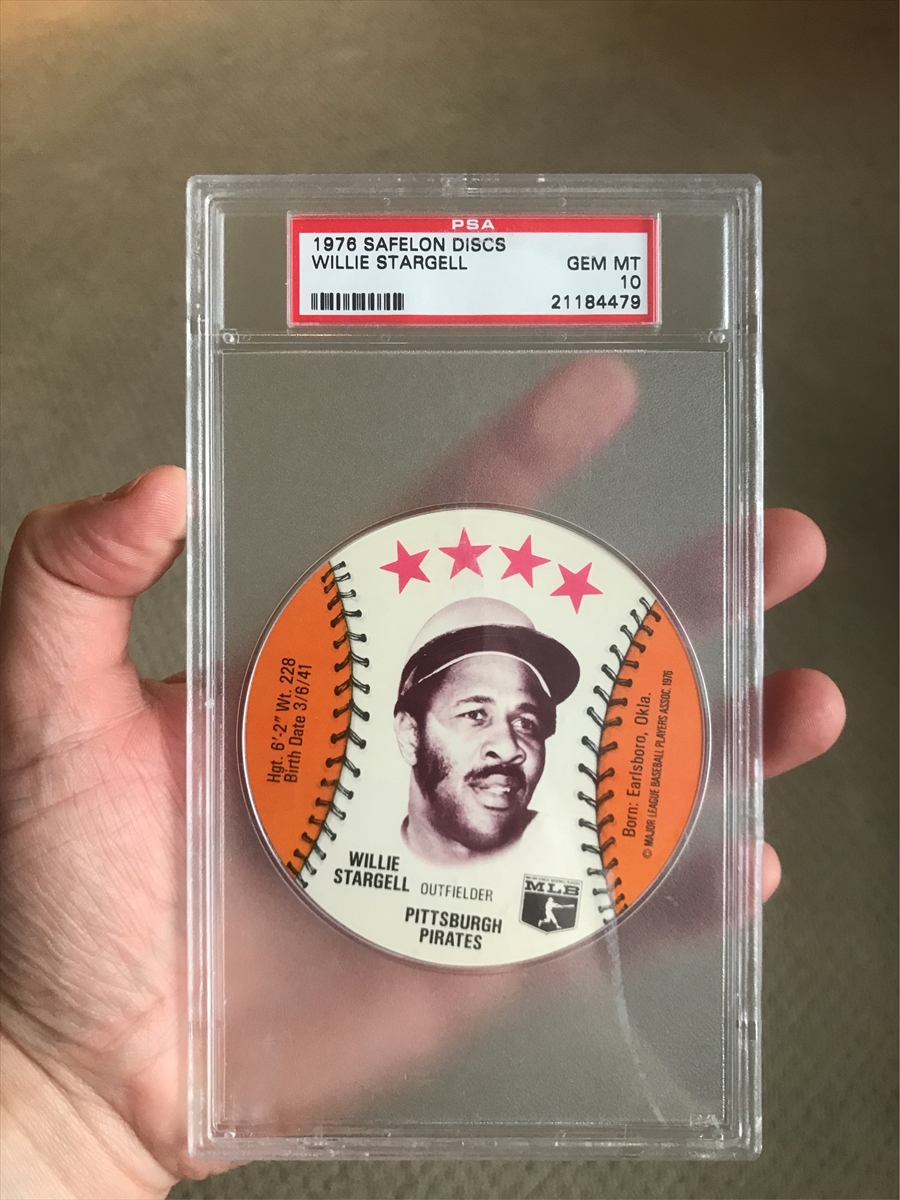 PSA
1976 SAFELON DISCS
WILLIE STARGELL
GEM MT
10
21184479
Hgt. 6'-2" Wt. 228
Birth Date 3/6/41
WILLIE
STARGELL
OUTFIELDER
PITTSBURGH
PIRATES
MLB
Born: Earlsboro, Okla.
© MAJOR LEAGUE BASEBALL PLAYERS ASSOC. 1976